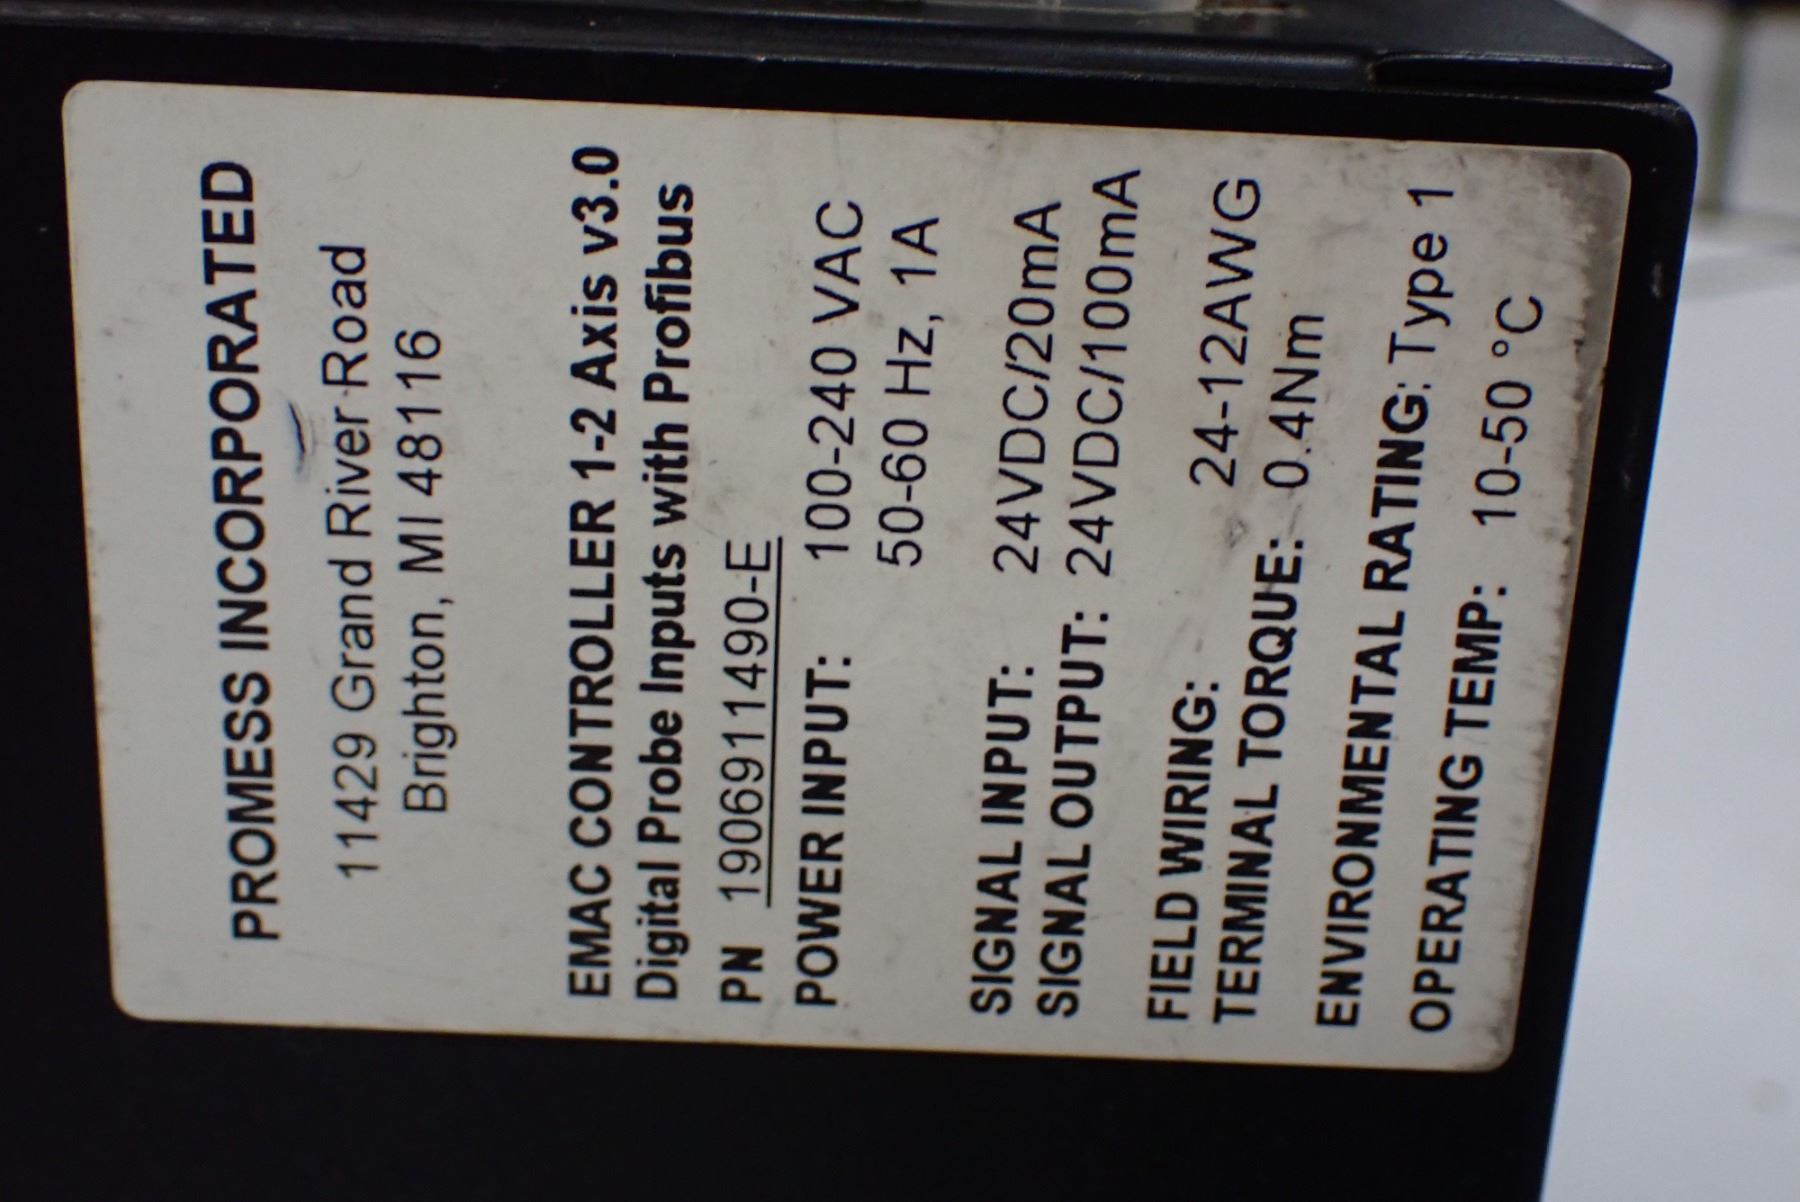 PROMESS INCORPORATED
11429 Grand River Road
Brighton, MI 48116
EMAC CONTROLLER 1-2 Axis v3.0
Digital Probe Inputs with Profibus
PN 1906911490-E
POWER INPUT: 100-240 VAC
50-60 Hz, 1A
SIGNAL INPUT: 24VDC/20mA
SIGNAL OUTPUT: 24VDC/100mA
FIELD WIRING: 24-12AWG
TERMINAL TORQUE: 0.4Nm
ENVIRONMENTAL RATING: Type 1
OPERATING TEMP: 10-50 °C